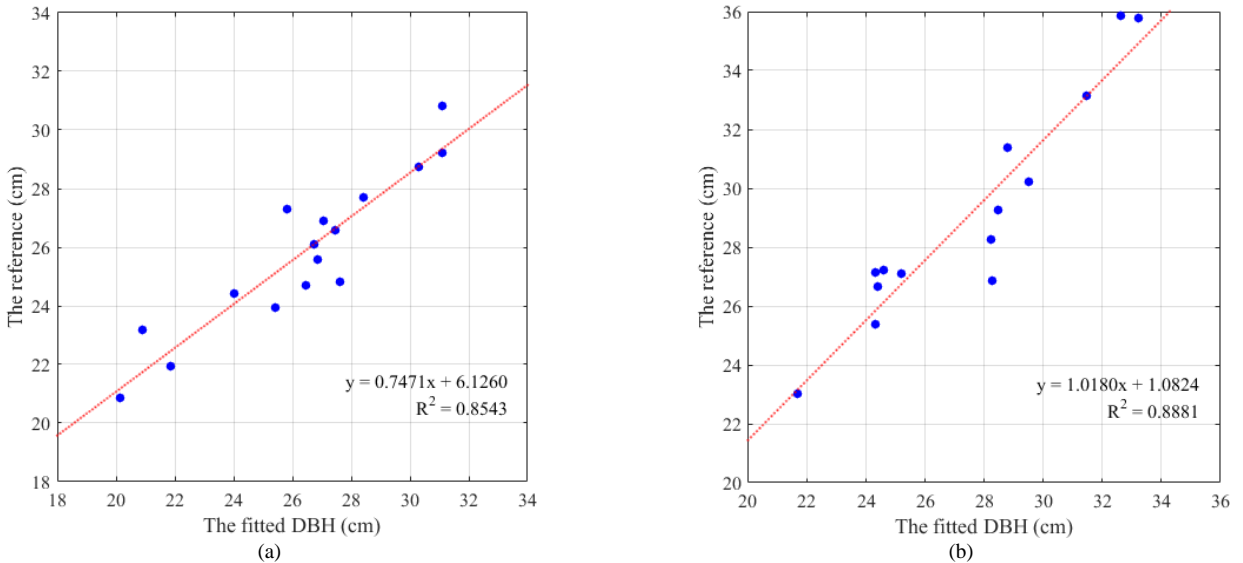 34
32
30
28
26
24
22
20
18
18 20 22 24 26 28 30 32 34
The reference (cm)
y = 0.7471x + 6.1260
R² = 0.8543
The fitted DBH (cm)
(a)
36
34
32
30
28
26
24
22
20
20 22 24 26 28 30 32 34 36
The reference (cm)
y = 1.0180x + 1.0824
R² = 0.8881
The fitted DBH (cm)
(b)